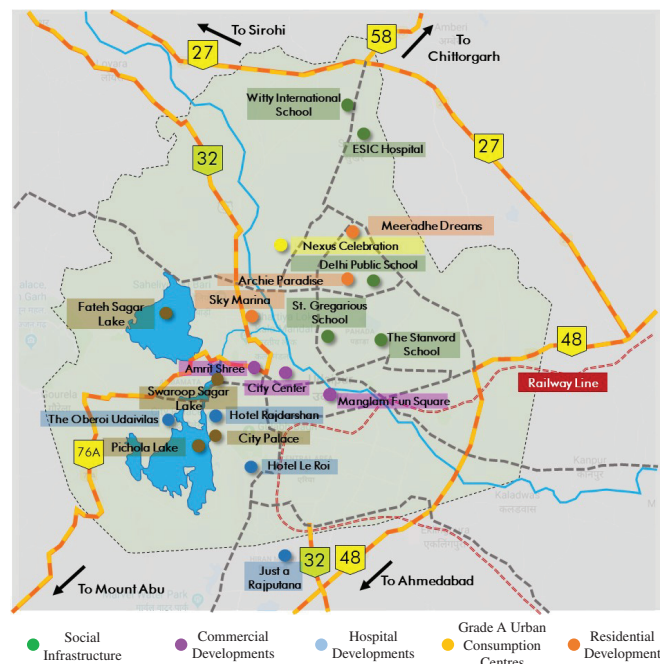 To Sirohi
58
To
Chittorgarh
27
Witty International
School
27
ESIC Hospital
32
Meeradhe Dreams
Nexus Celebration
Delhi Public School
Archie Paradise
Sky Marina
Fateh Sagar
Lake
St. Gregarious
School
The Stanvord
School
48
Amrit Shree
Railway Line
City Center
Swaroop Sagar
Lake
Manglam Fun Square
The Oberoi Udaivilas
Hotel Rajdarshan
City Palace
Pichola Lake
76A
Hotel Le Roi
Kanpur
कानपुर
Kaladwas
कलड़वास
32
48
Just a
Rajputana
To Mount Abu
To Ahmedabad
Social
Infrastructure
Commercial
Developments
Hospital
Developments
Grade A Urban
Consumption
Centres
Residential
Development